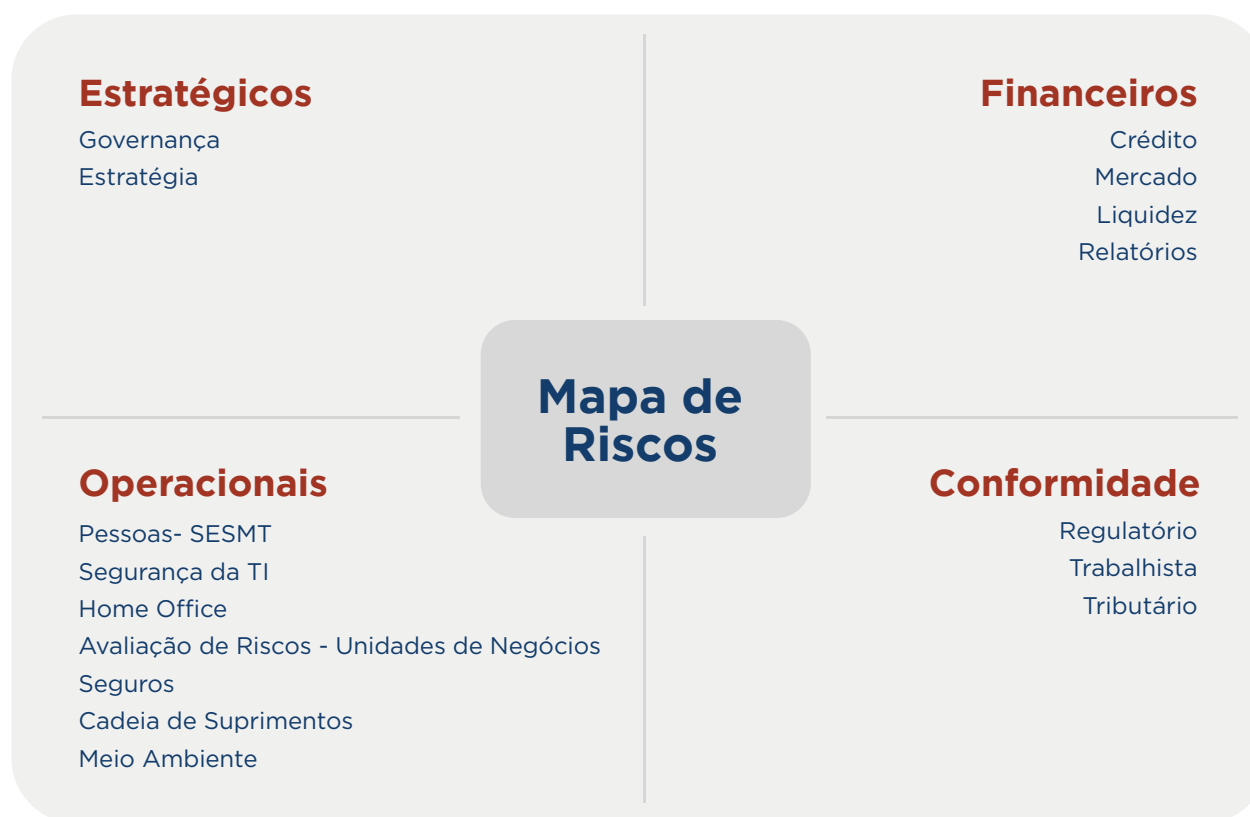 Estratégicos
Governança
Estratégia
Financeiros
Crédito
Mercado
Liquidez
Relatórios
Mapa de
Riscos
Operacionais
Pessoas- SESMT
Segurança da TI
Home Office
Avaliação de Riscos - Unidades de Negócios
Seguros
Cadeia de Suprimentos
Meio Ambiente
Conformidade
Regulatório
Trabalhista
Tributário